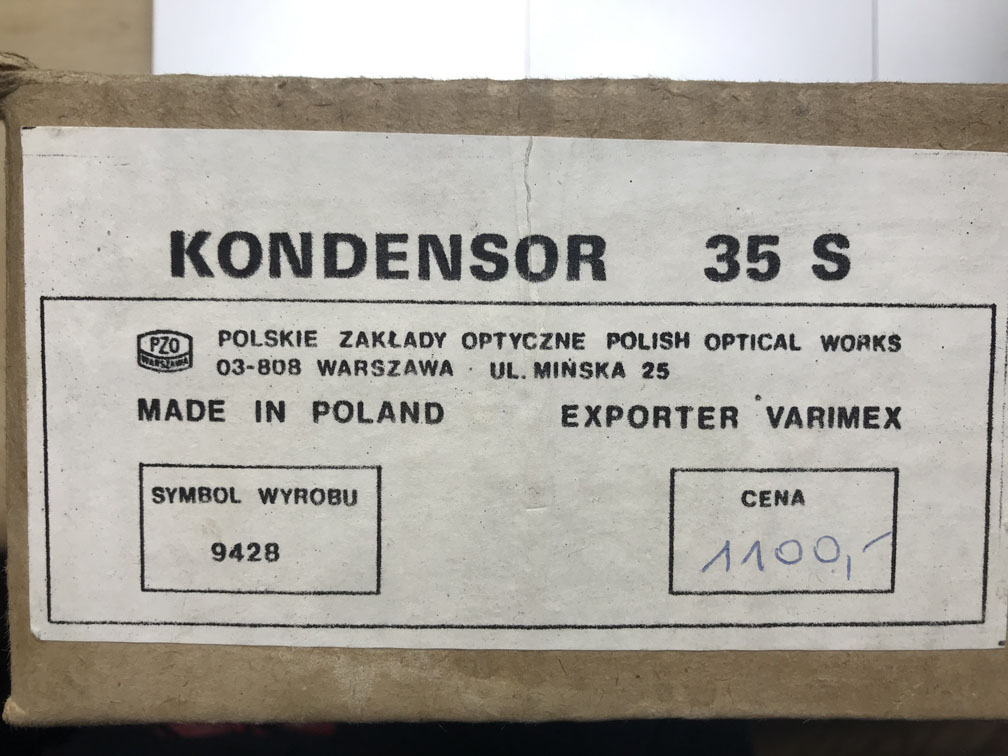 KONDENSOR 35 S
PZO
WARSZAWA
POLSKIE ZAKŁADY OPTYCZNE POLISH OPTICAL WORKS
03-808 WARSZAWA · UL. MIŃSKA 25
MADE IN POLAND EXPORTER VARIMEX
SYMBOL WYROBU
9428
CENA
1100,-